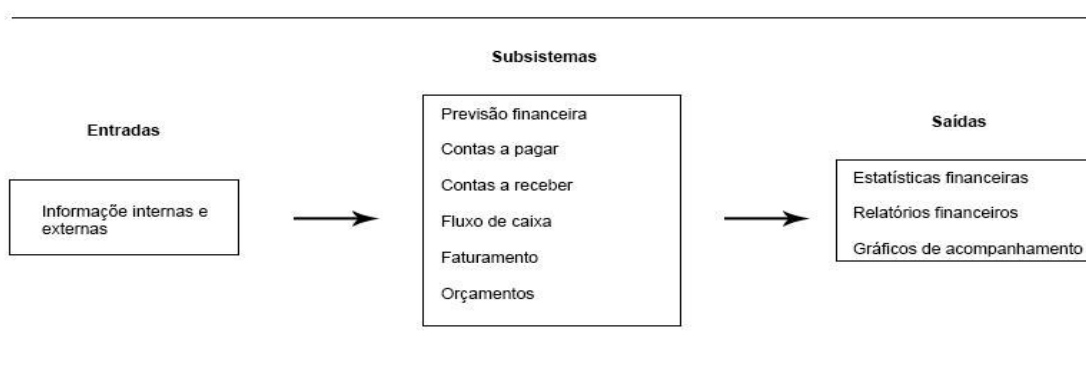 Subsistemas
Entradas
Saídas
Informaçõe internas e
externas
Previsão financeira
Contas a pagar
Contas a receber
Fluxo de caixa
Faturamento
Orçamentos
Estatísticas financeiras
Relatórios financeiros
Gráficos de acompanhamento